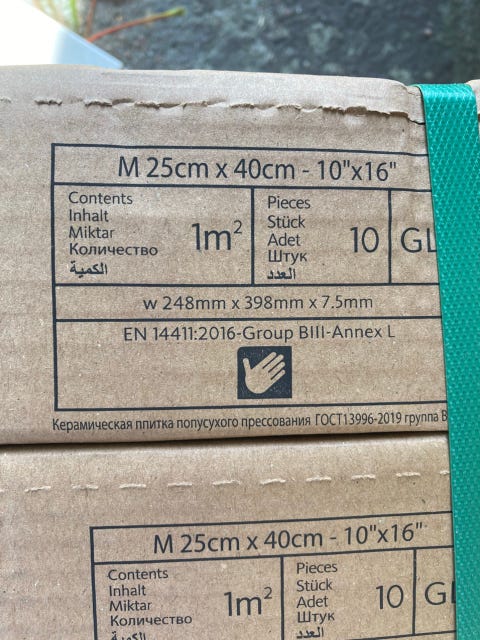 M 25cm x 40cm - 10"x16"
Contents
Inhalt
Miktar
Количество
الكمية
1m²
Pieces
Stück
Adet
Штук
العدد
10
GL
w 248mm x 398mm x 7.5mm
EN 14411:2016-Group BIII-Annex L
Керамическая плитка попусухого прессования ГОСТ13996-2019 группа В
M 25cm x 40cm - 10"x16"
Contents
Inhalt
Miktar
Количество
الكمية
1m²
Pieces
Stück
Adet
Штук
العدد
10